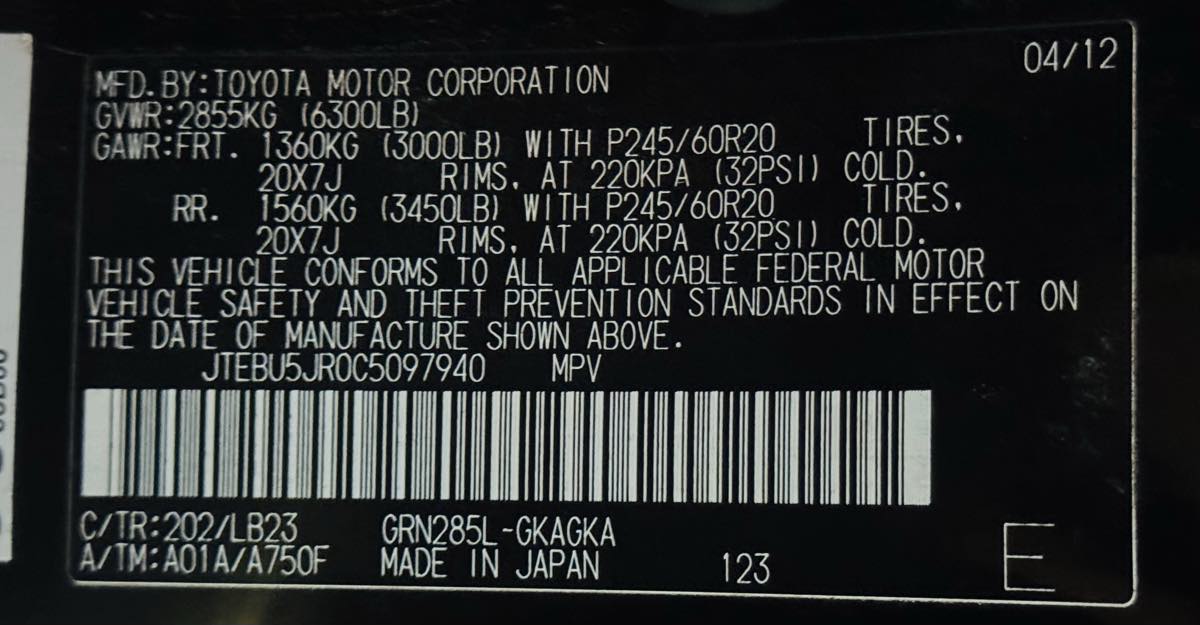 04/12
MFD. BY: TOYOTA MOTOR CORPORATION
GVWR: 2855KG (6300LB)
GAWR: FRT. 1360KG (3000LB) WITH P245/60R20 TIRES,
20X7J RIMS, AT 220KPA (32PSI) COLD.
RR. 1560KG (3450LB) WITH P245/60R20 TIRES,
20X7J RIMS, AT 220KPA (32PSI) COLD.
THIS VEHICLE CONFORMS TO ALL APPLICABLE FEDERAL MOTOR
VEHICLE SAFETY AND THEFT PREVENTION STANDARDS IN EFFECT ON
THE DATE OF MANUFACTURE SHOWN ABOVE.
JTEBU5JR0C5097940 MPV
C/TR: 202/LB23 GRN285L-GKAGKA
A/TM: A01A/A750F MADE IN JAPAN 123 E